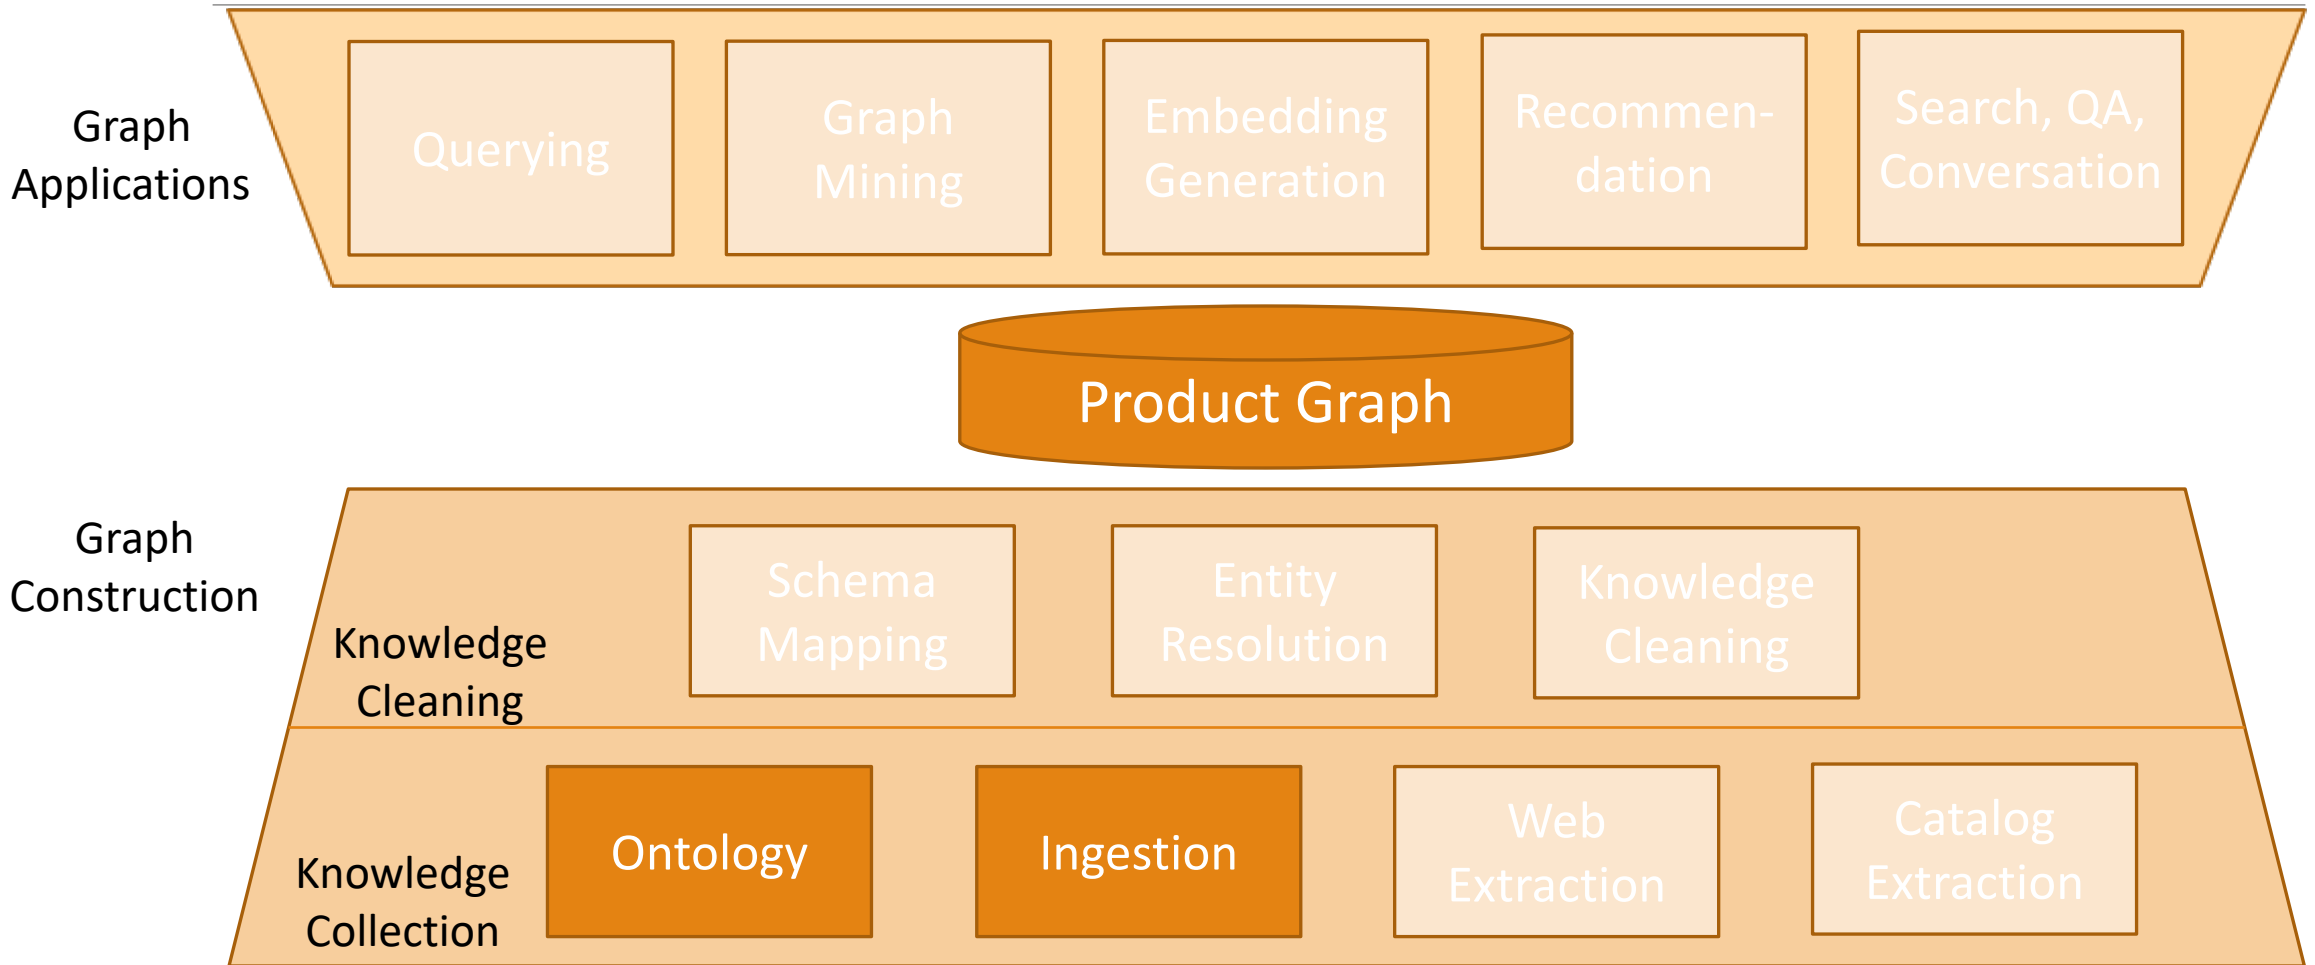 Graph
Applications
Querying
Graph
Mining
Embedding
Generation
Recommen-
dation
Search, QA,
Conversation
Product Graph
Graph
Construction
Knowledge
Cleaning
Schema
Mapping
Entity
Resolution
Knowledge
Cleaning
Knowledge
Collection
Ontology
Ingestion
Web
Extraction
Catalog
Extraction